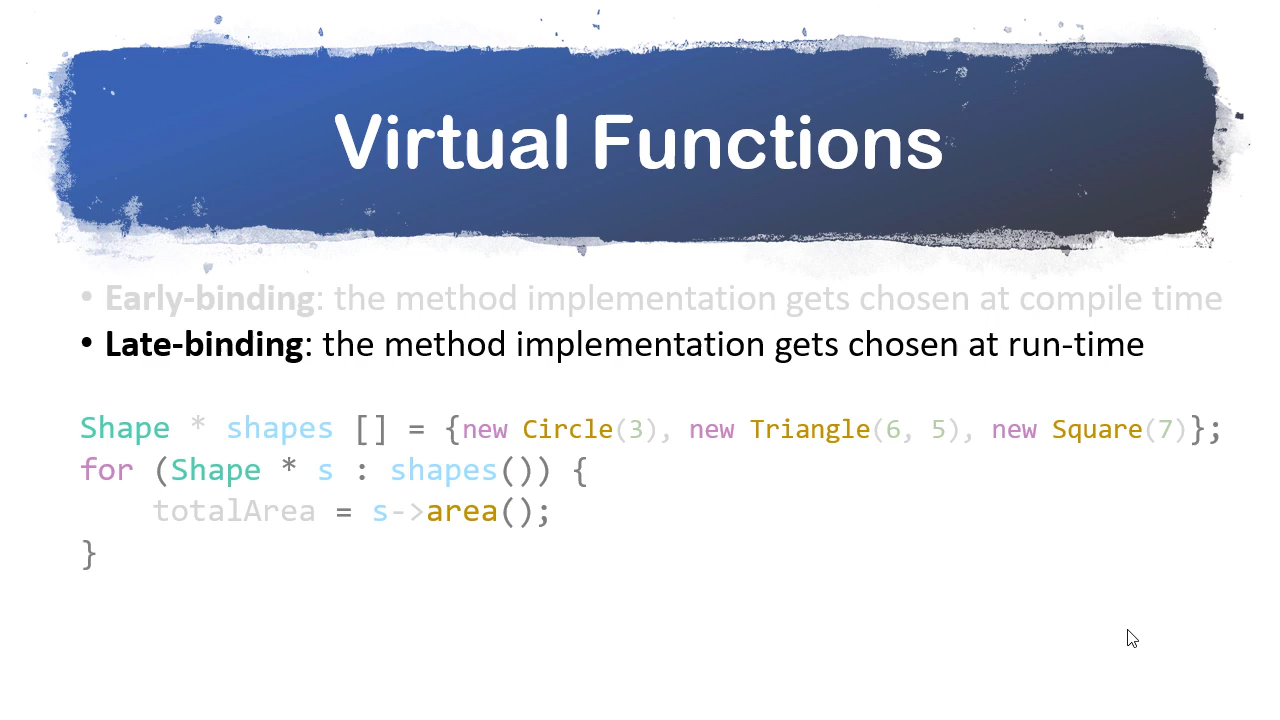 Virtual Functions
• Early-binding: the method implementation gets chosen at compile time
• Late-binding: the method implementation gets chosen at run-time
Shape * shapes [] = {new Circle(3), new Triangle(6, 5), new Square(7)};
for (Shape * s : shapes()) {
    totalArea = s->area();
}